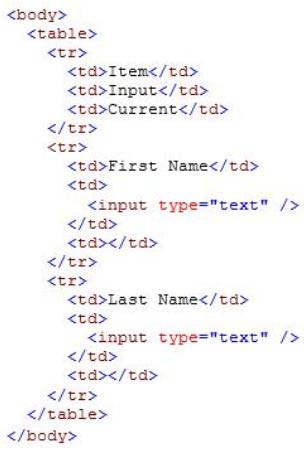 <body>
<table>
<tr>
<td>Item</td>
<td>Input</td>
<td>Current</td>
</tr>
<tr>
<td>First Name</td>
<td>
<input type="text" />
</td>
<td></td>
</tr>
<tr>
<td>Last Name</td>
<td>
<input type="text" />
</td>
<td></td>
</tr>
</table>
</body>